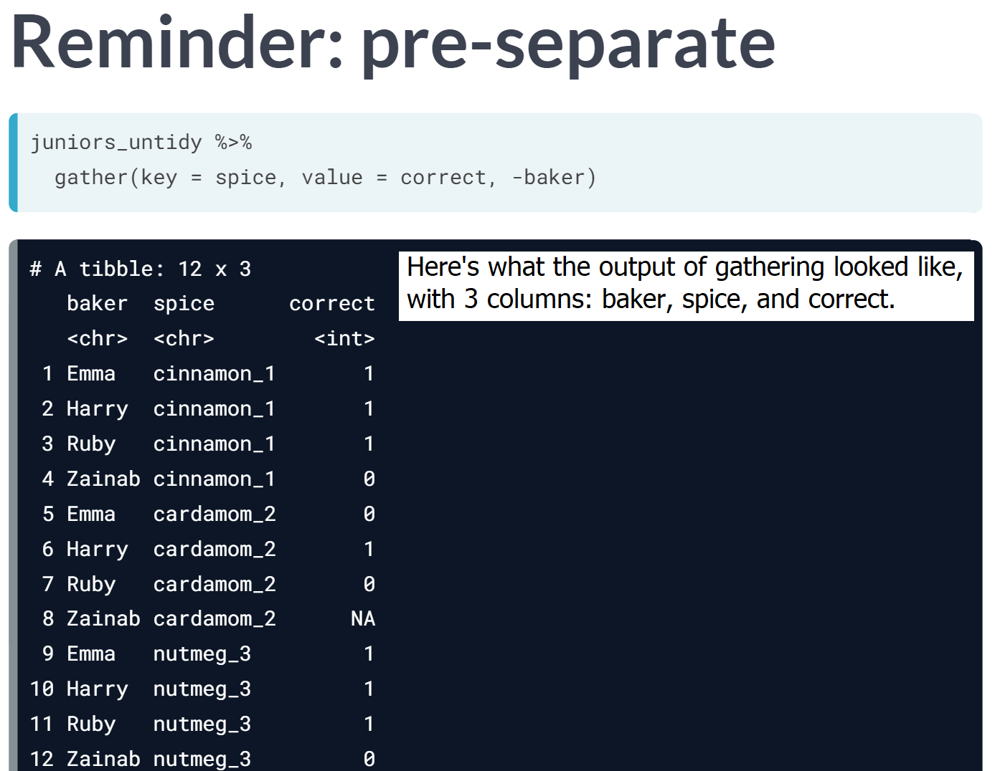 Reminder: pre-separate
juniors_untidy %>%
  gather(key = spice, value = correct, -baker)
# A tibble: 12 x 3
   baker  spice      correct
   <chr>  <chr>        <int>
 1 Emma   cinnamon_1       1
 2 Harry  cinnamon_1       1
 3 Ruby   cinnamon_1       1
 4 Zainab cinnamon_1       0
 5 Emma   cardamom_2       0
 6 Harry  cardamom_2       1
 7 Ruby   cardamom_2       0
 8 Zainab cardamom_2      NA
 9 Emma   nutmeg_3         1
10 Harry  nutmeg_3         1
11 Ruby   nutmeg_3         1
12 Zainab nutmeg_3         0
Here's what the output of gathering looked like,
with 3 columns: baker, spice, and correct.